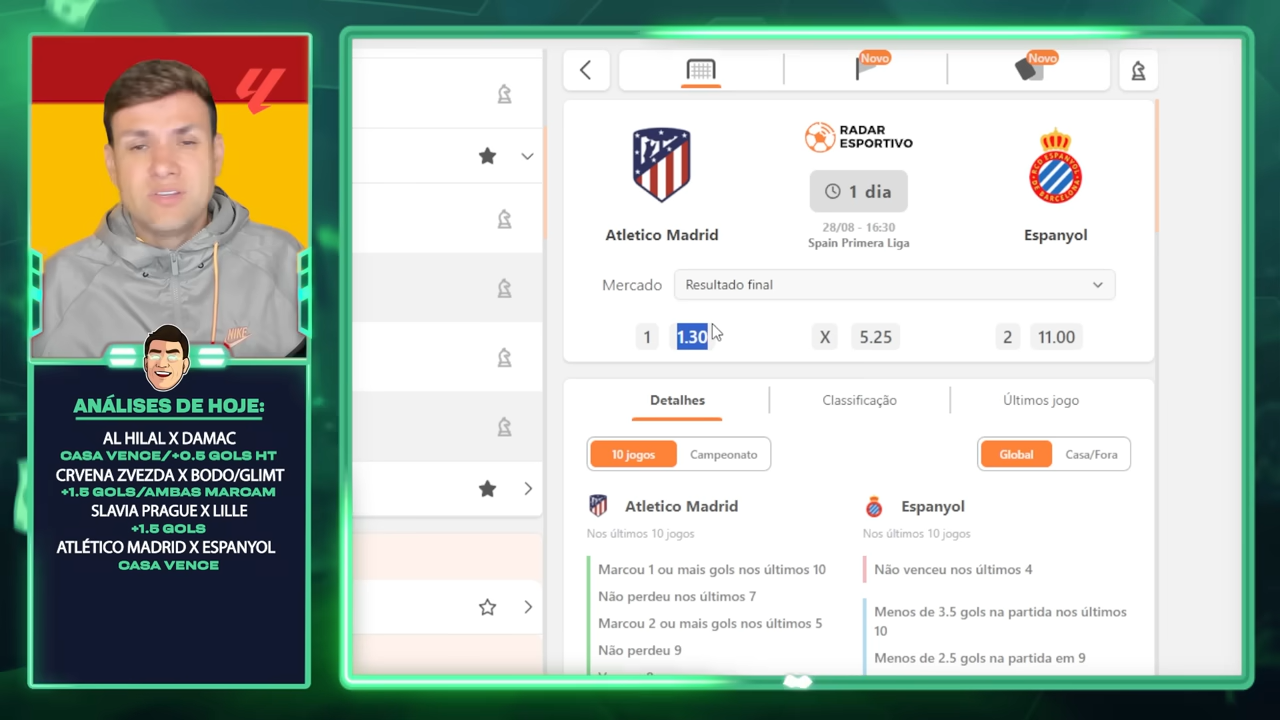 NIKE
ANÁLISES DE HOJE:
AL HILAL X DAMAC
CASA VENCE/+0.5 GOLS HT
CRVENA ZVEZDA X BODO/GLIMT
+1.5 GOLS/AMBAS MARCAM
SLAVIA PRAGUE X LILLE
+1.5 GOLS
ATLÉTICO MADRID X ESPANYOL
CASA VENCE
Novo
Novo
RADAR
ESPORTIVO
1 dia
28/08 - 16:30
Spain Primera Liga
Atletico Madrid
Espanyol
Mercado
Resultado final
1 1.30
X 5.25
2 11.00
Detalhes
Classificação
Últimos jogo
10 jogos
Campeonato
Global
Casa/Fora
Atletico Madrid
Nos últimos 10 jogos
Marcou 1 ou mais gols nos últimos 10
Não perdeu nos últimos 7
Marcou 2 ou mais gols nos últimos 5
Não perdeu 9
Espanyol
Nos últimos 10 jogos
Não venceu nos últimos 4
Menos de 3.5 gols na partida nos últimos
10
Menos de 2.5 gols na partida em 9